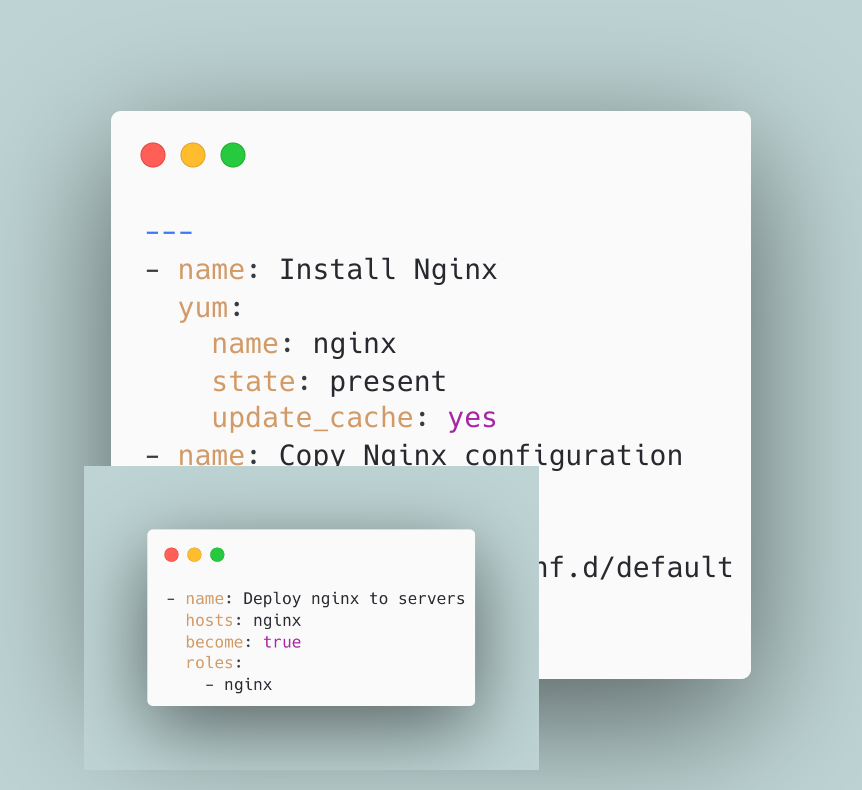 ---
- name: Install Nginx
  yum:
    name: nginx
    state: present
    update_cache: yes
- name: Copy Nginx configuration
nf.d/default
- name: Deploy nginx to servers
  hosts: nginx
  become: true
  roles:
    - nginx